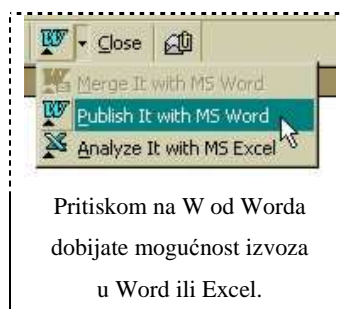 Close
Merge It with MS Word
Publish It with MS Word
Analyze It with MS Excel
Pritiskom na W od Worda
dobijate mogućnost izvoza
u Word ili Excel.